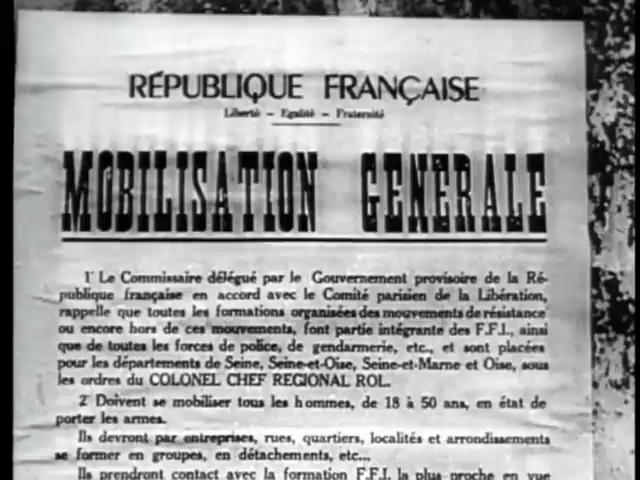 RÉPUBLIQUE FRANÇAISE
Liberté – Egalité – Fraternité
MOBILISATION GENERALE
1° Le Commissaire délégué par le Gouvernement provisoire de la Ré-
publique française en accord avec le Comité parisien de la Libération,
rappelle que toutes les formations organisées des mouvements de résistance
ou encore hors de ces mouvements, font partie intégrante des F.F.I., ainsi
que de toutes les forces de police, de gendarmerie, etc., et sont placées
pour les départements de Seine, Seine-et-Oise, Seine-et-Marne et Oise, sous
les ordres du COLONEL CHEF REGIONAL ROL.
2° Doivent se mobiliser tous les hommes, de 18 à 50 ans, en état de
porter les armes.
Ils devront par entreprises, rues, quartiers, localités et arrondissements
se former en groupes, en détachements, etc...
Ils prendront contact avec la formation F.F.I. la plus proche en vue